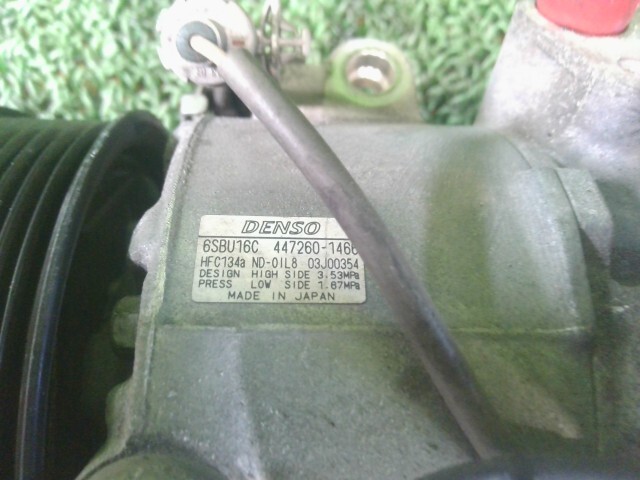 DENSO
6SBU16C 447260-1466
HFC134a ND-OIL8 03J00354
DESIGN HIGH SIDE 3.53MPa
PRESS LOW SIDE 1.67MPa
MADE IN JAPAN